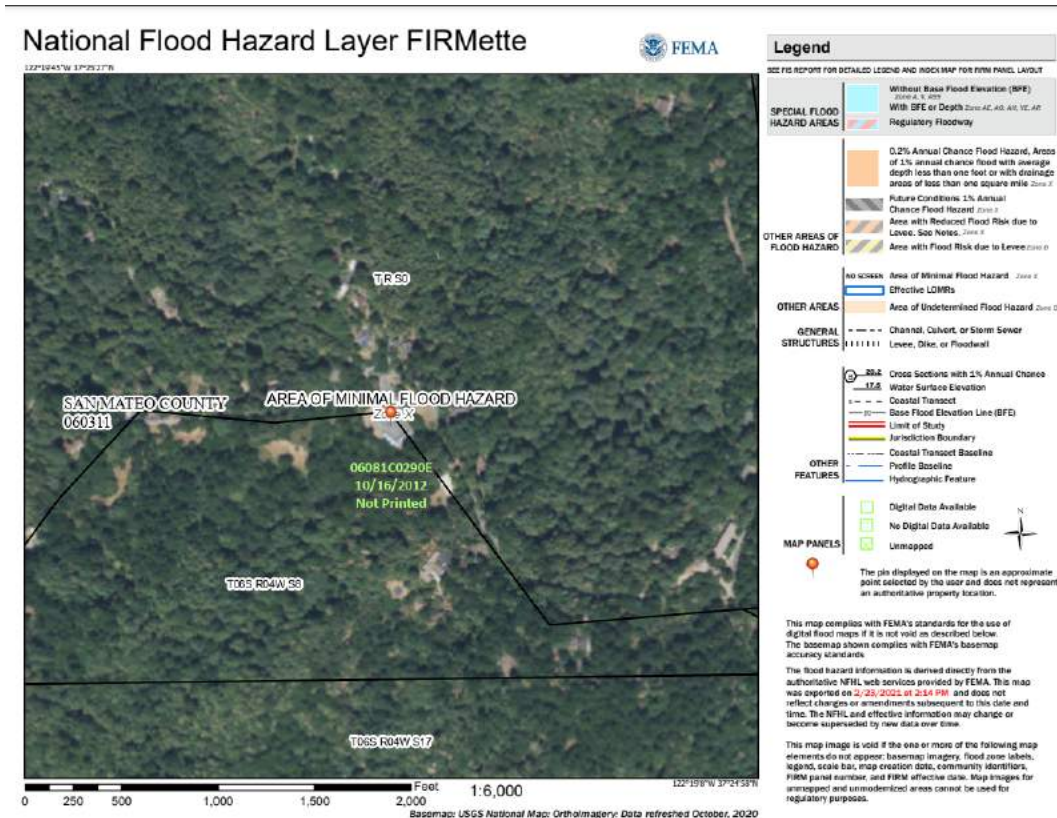 National Flood Hazard Layer FIRMette
FEMA
Legend
122°19'45"W 37°25'27"N
SEE FIS REPORT FOR DETAILED LEGEND AND INDEX MAP FOR FIRM PANEL LAYOUT
SPECIAL FLOOD
HAZARD AREAS
Without Base Flood Elevation (BFE)
Zone A, V, A99
With BFE or Depth Zone AE, AO, AH, VE, AR
Regulatory Floodway
0.2% Annual Chance Flood Hazard, Areas
of 1% annual chance flood with average
depth less than one foot or with drainage
areas of less than one square mile Zone X
Future Conditions 1% Annual
Chance Flood Hazard Zone X
Area with Reduced Flood Risk due to
Levee. See Notes. Zone X
Area with Flood Risk due to Levee Zone D
OTHER AREAS OF
FLOOD HAZARD
NO SCREEN Area of Minimal Flood Hazard Zone X
Effective LOMRs
Area of Undetermined Flood Hazard Zone D
OTHER AREAS
Channel, Culvert, or Storm Sewer
Levee, Dike, or Floodwall
GENERAL
STRUCTURES
20.2 Cross Sections with 1% Annual Chance
17.5 Water Surface Elevation
Coastal Transect
Base Flood Elevation Line (BFE)
Limit of Study
Jurisdiction Boundary
Coastal Transect Baseline
Profile Baseline
Hydrographic Feature
OTHER
FEATURES
Digital Data Available
No Digital Data Available
Unmapped
MAP PANELS
N
The pin displayed on the map is an approximate
point selected by the user and does not represent
an authoritative property location.
This map complies with FEMA's standards for the use of
digital flood maps if it is not void as described below.
The basemap shown complies with FEMA's basemap
accuracy standards
The flood hazard information is derived directly from the
authoritative NFHL web services provided by FEMA. This map
was exported on 2/23/2021 at 2:14 PM and does not
reflect changes or amendments subsequent to this date and
time. The NFHL and effective information may change or
become superseded by new data over time.
This map image is void if the one or more of the following map
elements do not appear: basemap imagery, flood zone labels,
legend, scale bar, map creation date, community identifiers,
FIRM panel number, and FIRM effective date. Map images for
unmapped and unmodernized areas cannot be used for
regulatory purposes.
T R S0
SAN MATEO COUNTY
060311
AREA OF MINIMAL FLOOD HAZARD
Zone X
06081C0290E
10/16/2012
Not Printed
T06S R04W S8
T06S R04W S17
122°19'8"W 37°24'58"N
0 250 500 1,000 1,500 2,000 Feet 1:6,000
Basemap: USGS National Map: Orthoimagery: Data refreshed October, 2020